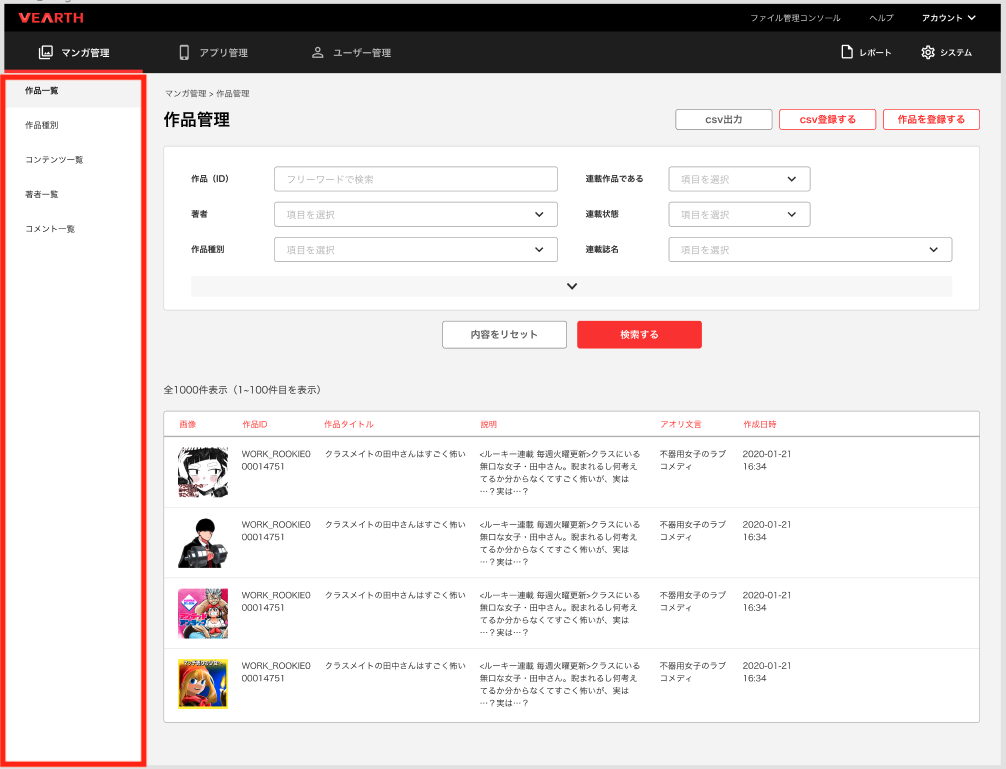 VEARTH
ファイル管理コンソール ヘルプ アカウント
マンガ管理 アプリ管理 ユーザー管理 レポート システム
作品一覧
作品種別
コンテンツ一覧
著者一覧
コメント一覧
マンガ管理 > 作品管理
作品管理
csv出力 csv登録する 作品を登録する
作品（ID） フリーワードで検索 連載作品である 項目を選択
著者 項目を選択 連載状態 項目を選択
作品種別 項目を選択 連載誌名 項目を選択
内容をリセット 検索する
全1000件表示（1~100件目を表示）
画像 作品ID 作品タイトル 説明 アオリ文言 作成日時
WORK_ROOKIE0 クラスメイトの田中さんはすごく怖い <ルーキー連載 毎週火曜更新>クラスにいる 不器用女子のラブ 2020-01-21
00014751 無口な女子・田中さん。睨まれるし何考え コメディ 16:34
てるか分からなくてすごく怖いが、実は
…？実は…？
WORK_ROOKIE0 クラスメイトの田中さんはすごく怖い <ルーキー連載 毎週火曜更新>クラスにいる 不器用女子のラブ 2020-01-21
00014751 無口な女子・田中さん。睨まれるし何考え コメディ 16:34
てるか分からなくてすごく怖いが、実は
…？実は…？
WORK_ROOKIE0 クラスメイトの田中さんはすごく怖い <ルーキー連載 毎週火曜更新>クラスにいる 不器用女子のラブ 2020-01-21
00014751 無口な女子・田中さん。睨まれるし何考え コメディ 16:34
てるか分からなくてすごく怖いが、実は
…？実は…？
WORK_ROOKIE0 クラスメイトの田中さんはすごく怖い <ルーキー連載 毎週火曜更新>クラスにいる 不器用女子のラブ 2020-01-21
00014751 無口な女子・田中さん。睨まれるし何考え コメディ 16:34
てるか分からなくてすごく怖いが、実は
…？実は…？